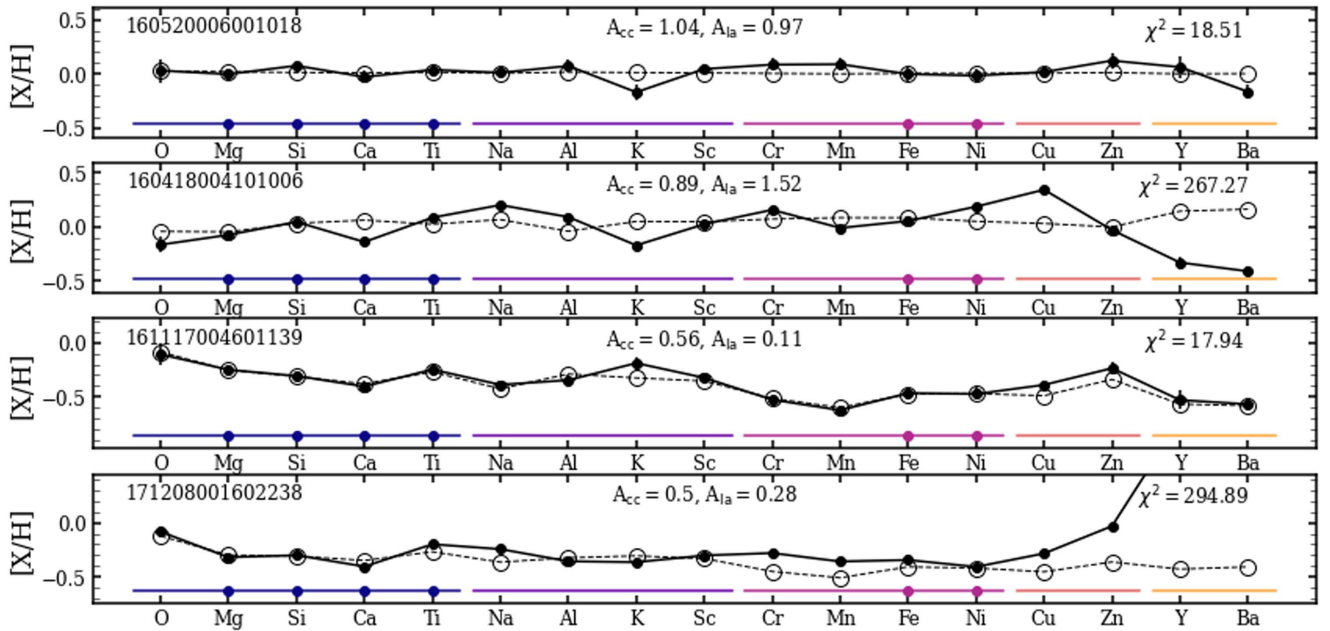 160520006001018 A_cc = 1.04, A_Ia = 0.97 χ² = 18.51
[X/H]
0.5
0.0
−0.5
O Mg Si Ca Ti Na Al K Sc Cr Mn Fe Ni Cu Zn Y Ba
160418004101006 A_cc = 0.89, A_Ia = 1.52 χ² = 267.27
[X/H]
0.5
0.0
−0.5
O Mg Si Ca Ti Na Al K Sc Cr Mn Fe Ni Cu Zn Y Ba
161117004601139 A_cc = 0.56, A_Ia = 0.11 χ² = 17.94
[X/H]
0.0
−0.5
O Mg Si Ca Ti Na Al K Sc Cr Mn Fe Ni Cu Zn Y Ba
171208001602238 A_cc = 0.5, A_Ia = 0.28 χ² = 294.89
[X/H]
0.0
−0.5
O Mg Si Ca Ti Na Al K Sc Cr Mn Fe Ni Cu Zn Y Ba